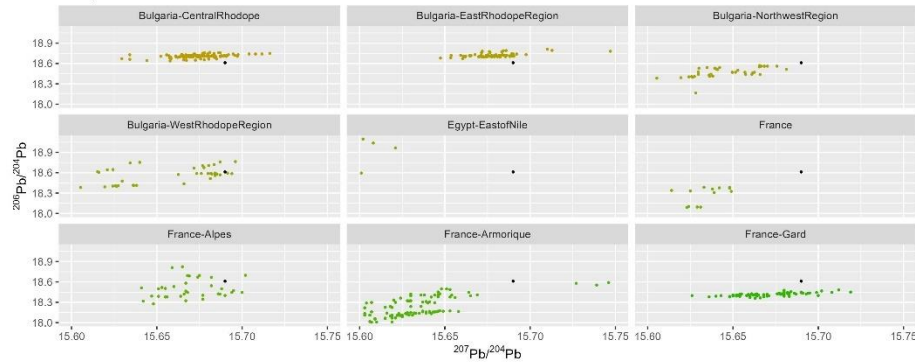 Bulgaria-CentralRhodope Bulgaria-EastRhodopeRegion Bulgaria-NorthwestRegion
18.9
18.6
18.3
18.0
Bulgaria-WestRhodopeRegion Egypt-EastofNile France
²⁰⁶Pb/²⁰⁴Pb
18.9
18.6
18.3
18.0
France-Alpes France-Armorique France-Gard
18.9
18.6
18.3
18.0
15.60 15.65 15.70 15.75 15.60 15.65 15.70 15.75 15.60 15.65 15.70 15.75
²⁰⁷Pb/²⁰⁴Pb